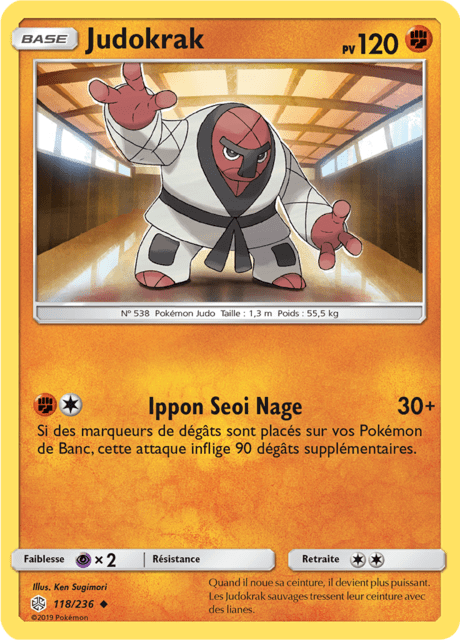 BASE Judokrak PV 120
N° 538 Pokémon Judo Taille : 1,3 m Poids : 55,5 kg
Ippon Seoi Nage 30+
Si des marqueurs de dégâts sont placés sur vos Pokémon
de Banc, cette attaque inflige 90 dégâts supplémentaires.
Faiblesse × 2 Résistance Retraite
Illus. Ken Sugimori
118/236
©2019 Pokémon
Quand il noue sa ceinture, il devient plus puissant.
Les Judokrak sauvages tressent leur ceinture avec
des lianes.